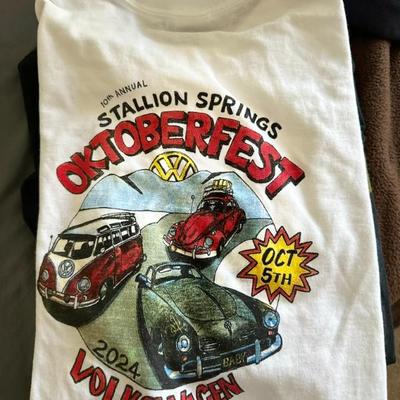 10th ANNUAL
STALLION SPRINGS
OKTOBERFEST
VW
OCT
5TH
BABY
2024
VOLKSWAGEN